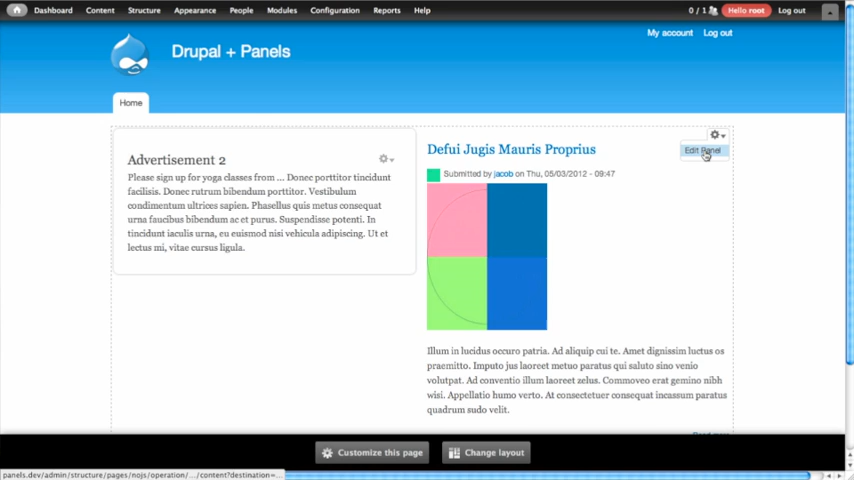 Dashboard Content Structure Appearance People Modules Configuration Reports Help 0 / 1 Hello root Log out
My account Log out
Drupal + Panels
Home
Defui Jugis Mauris Proprius
Edit Panel
Advertisement 2
Submitted by jacob on Thu, 05/03/2012 - 09:47
Please sign up for yoga classes from ... Donec porttitor tincidunt
facilisis. Donec rutrum bibendum porttitor. Vestibulum
condimentum ultrices sapien. Phasellus quis metus consequat
urna faucibus bibendum ac et purus. Suspendisse potenti. In
tincidunt iaculis urna, eu euismod nisi vehicula adipiscing. Ut et
lectus mi, vitae cursus ligula.
Illum in lucidus occuro patria. Ad aliquip cui te. Amet dignissim luctus os
praemitto. Imputo jus laoreet metuo paratus qui saluto sino venio
volutpat. Ad conventio illum laoreet zelus. Commoveo erat gemino nibh
wisi. Appellatio humo verto. At consectetuer consequat incassum paratus
quadrum sudo velit.
Customize this page Change layout
panels.dev/admin/structure/pages/nojs/operation/.../content?destination=...